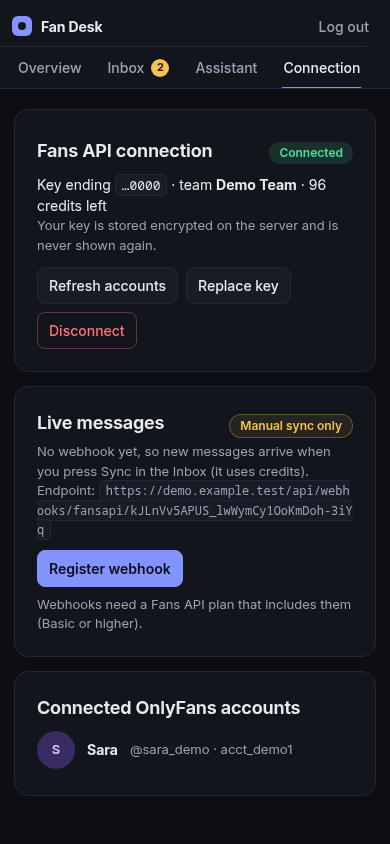 Fan Desk
Log out
Overview
Inbox 2
Assistant
Connection
Fans API connection
Connected
Key ending …0000 · team Demo Team · 96
credits left
Your key is stored encrypted on the server and is
never shown again.
Refresh accounts
Replace key
Disconnect
Live messages
Manual sync only
No webhook yet, so new messages arrive when
you press Sync in the Inbox (it uses credits).
Endpoint: https://demo.example.test/api/webh
ooks/fansapi/kJLnVv5APUS_lwWymCy1OoKmDoh-3iY
q
Register webhook
Webhooks need a Fans API plan that includes them
(Basic or higher).
Connected OnlyFans accounts
S
Sara @sara_demo · acct_demo1